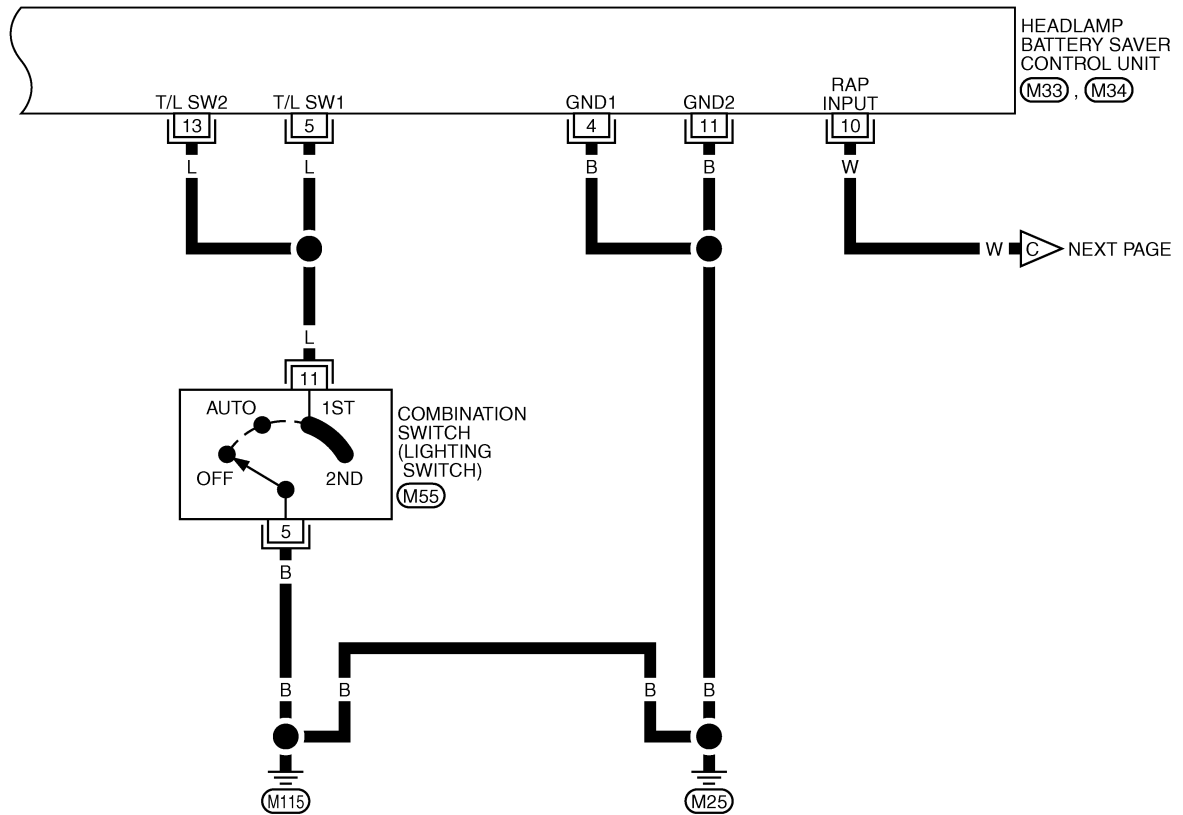 HEADLAMP
BATTERY SAVER
CONTROL UNIT
M33 , M34
T/L SW2
T/L SW1
GND1
GND2
RAP
INPUT
13
5
4
11
10
L
L
B
B
W
W
C
NEXT PAGE
L
11
AUTO
1ST
OFF
2ND
COMBINATION
SWITCH
(LIGHTING
SWITCH)
M55
5
B
B
B
B
B
M115
M25